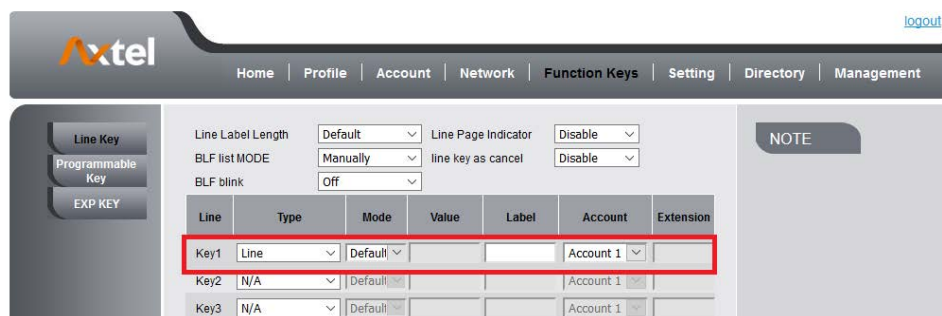 logout
Axtel
Home | Profile | Account | Network | Function Keys | Setting | Directory | Management
Line Key
Programmable
Key
EXP KEY
Line Label Length Default Line Page Indicator Disable
BLF list MODE Manually line key as cancel Disable
BLF blink Off
NOTE
Line Type Mode Value Label Account Extension
Key1 Line Default Account 1
Key2 N/A Default Account 1
Key3 N/A Default Account 1